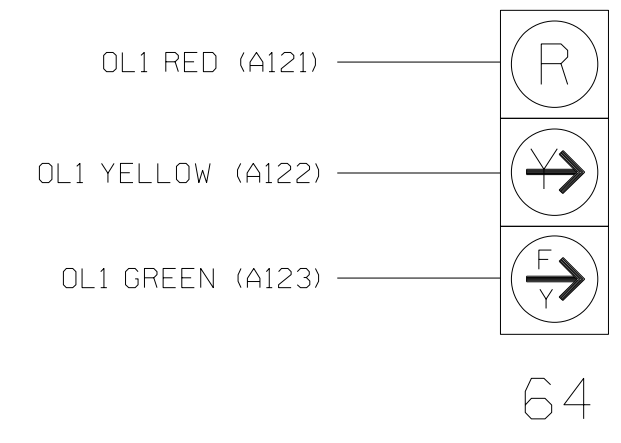 OL1 RED (A121)
R
OL1 YELLOW (A122)
Y
OL1 GREEN (A123)
F
Y
64